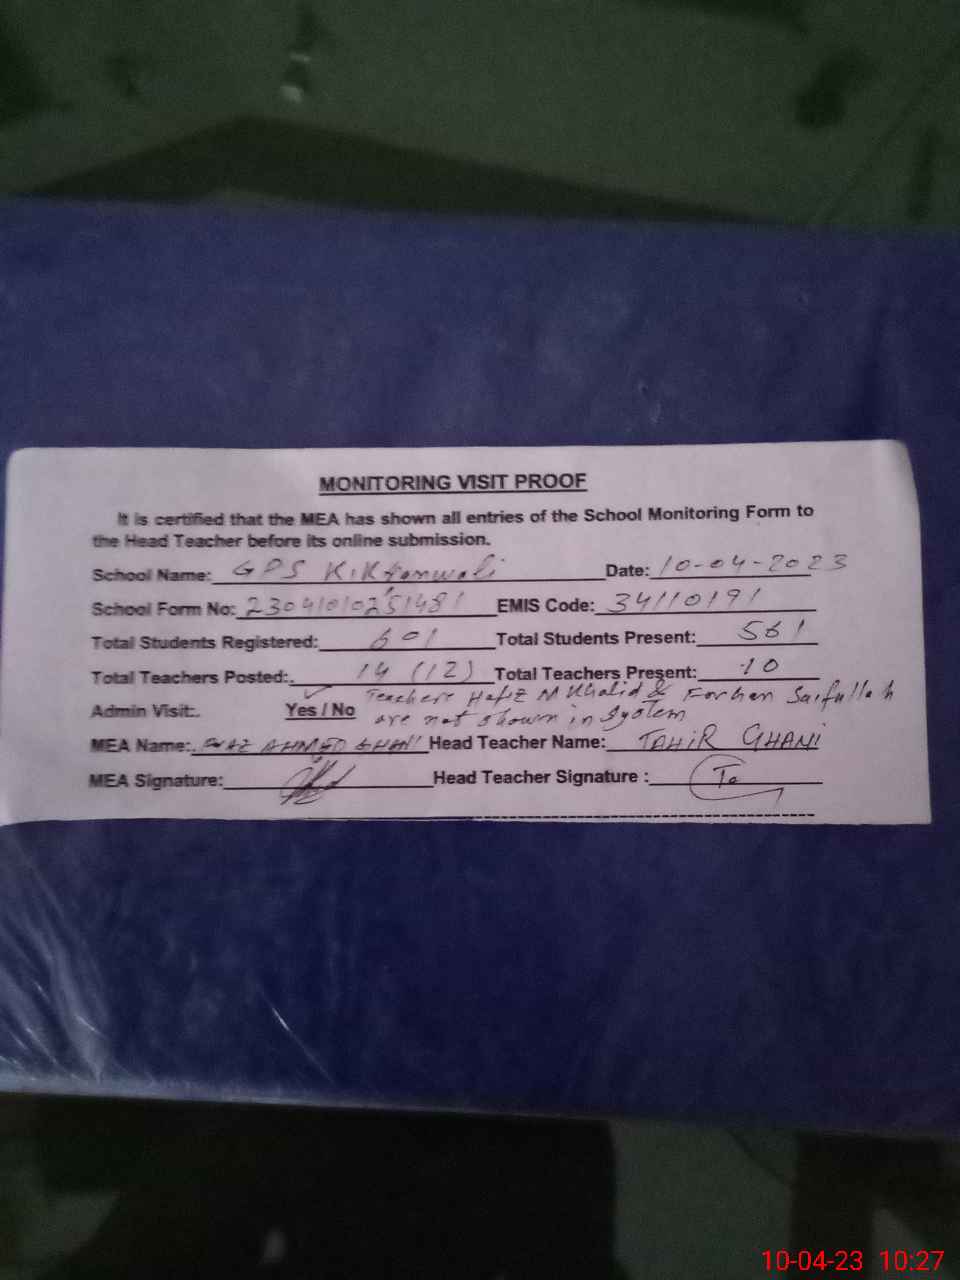 MONITORING VISIT PROOF
It is certified that the MEA has shown all entries of the School Monitoring Form to
the Head Teacher before its online submission.
School Name: GPS Date: 10-04-2023
School Form No: 23041010251481 EMIS Code: 34110191
Total Students Registered: 601 Total Students Present: 561
Total Teachers Posted: 14 (12) Total Teachers Present: 10
Teachers Hafiz M Khalid & Farhan Saifullah
Admin Visit: Yes / No are not shown in system
MEA Name: AHMED GHANI Head Teacher Name: TAHIR GHANI
MEA Signature: Head Teacher Signature :
10-04-23 10:27